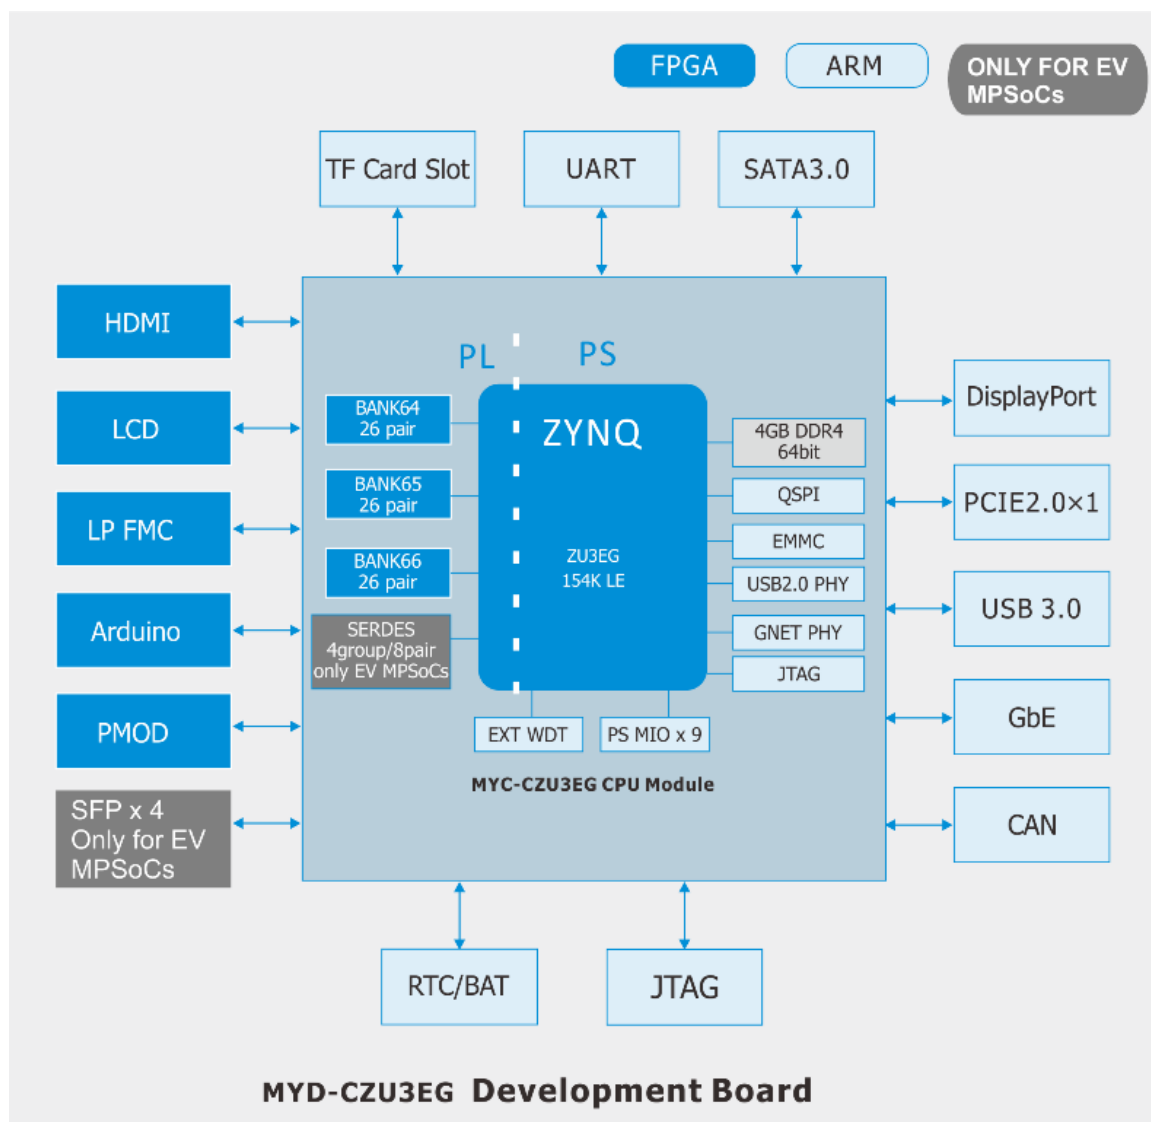 FPGA
ARM
ONLY FOR EV
MPSoCs
TF Card Slot
UART
SATA3.0
HDMI
LCD
LP FMC
Arduino
PMOD
SFP x 4
Only for EV
MPSoCs
PL
PS
BANK64
26 pair
BANK65
26 pair
BANK66
26 pair
SERDES
4group/8pair
only EV MPSoCs
ZYNQ
ZU3EG
154K LE
4GB DDR4
64bit
QSPI
EMMC
USB2.0 PHY
GNET PHY
JTAG
EXT WDT
PS MIO x 9
MYC-CZU3EG CPU Module
DisplayPort
PCIE2.0×1
USB 3.0
GbE
CAN
RTC/BAT
JTAG
MYD-CZU3EG Development Board